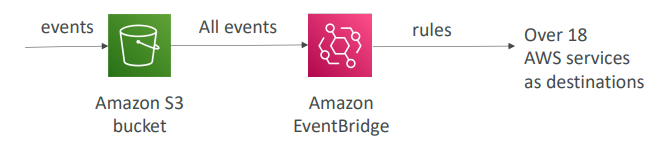 events
All events
rules
Over 18
AWS services
as destinations
Amazon S3
bucket
Amazon
EventBridge